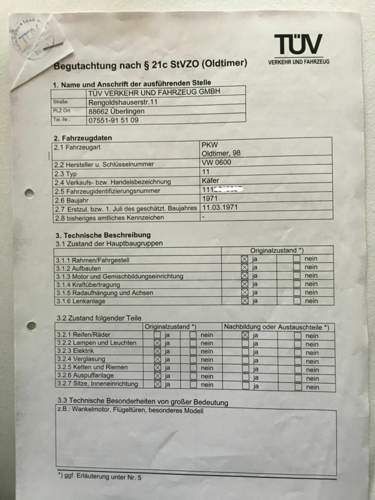 TÜV
VERKEHR UND FAHRZEUG
Begutachtung nach § 21c StVZO (Oldtimer)
1. Name und Anschrift der ausführenden Stelle
TÜV VERKEHR UND FAHRZEUG GMBH
Straße: Rengoldshauserstr.11
PLZ Ort: 88662 Überlingen
Tel.-Nr.: 07551-91 51 09
2. Fahrzeugdaten
2.1 Fahrzeugart PKW
Oldtimer, 98
2.2 Hersteller u. Schlüsselnummer VW 0600
2.3 Typ 11
2.4 Verkaufs- bzw. Handelsbezeichnung Käfer
2.5 Fahrzeugidentifizierungsnummer 111
2.6 Baujahr 1971
2.7 Erstzul. bzw. 1. Juli des geschätzt. Baujahres 11.03.1971
2.8 bisheriges amtliches Kennzeichen -
3. Technische Beschreibung
3.1 Zustand der Hauptbaugruppen
Originalzustand *)
3.1.1 Rahmen/Fahrgestell ja nein
3.1.2 Aufbauten ja nein
3.1.3 Motor und Gemischbildungseinrichtung ja nein
3.1.4 Kraftübertragung ja nein
3.1.5 Radaufhängung und Achsen ja nein
3.1.6 Lenkanlage ja nein
3.2 Zustand folgender Teile
Originalzustand *) Nachbildung oder Austauschteile *)
3.2.1 Reifen/Räder ja nein ja nein
3.2.2 Lampen und Leuchten ja nein ja nein
3.2.3 Elektrik ja nein ja nein
3.2.4 Verglasung ja nein ja nein
3.2.5 Ketten und Riemen ja nein ja nein
3.2.6 Auspuffanlage ja nein ja nein
3.2.7 Sitze, Inneneinrichtung ja nein ja nein
3.3 Technische Besonderheiten von großer Bedeutung
z.B.: Wankelmotor, Flügeltüren, besonderes Modell
*) ggf. Erläuterung unter Nr. 5